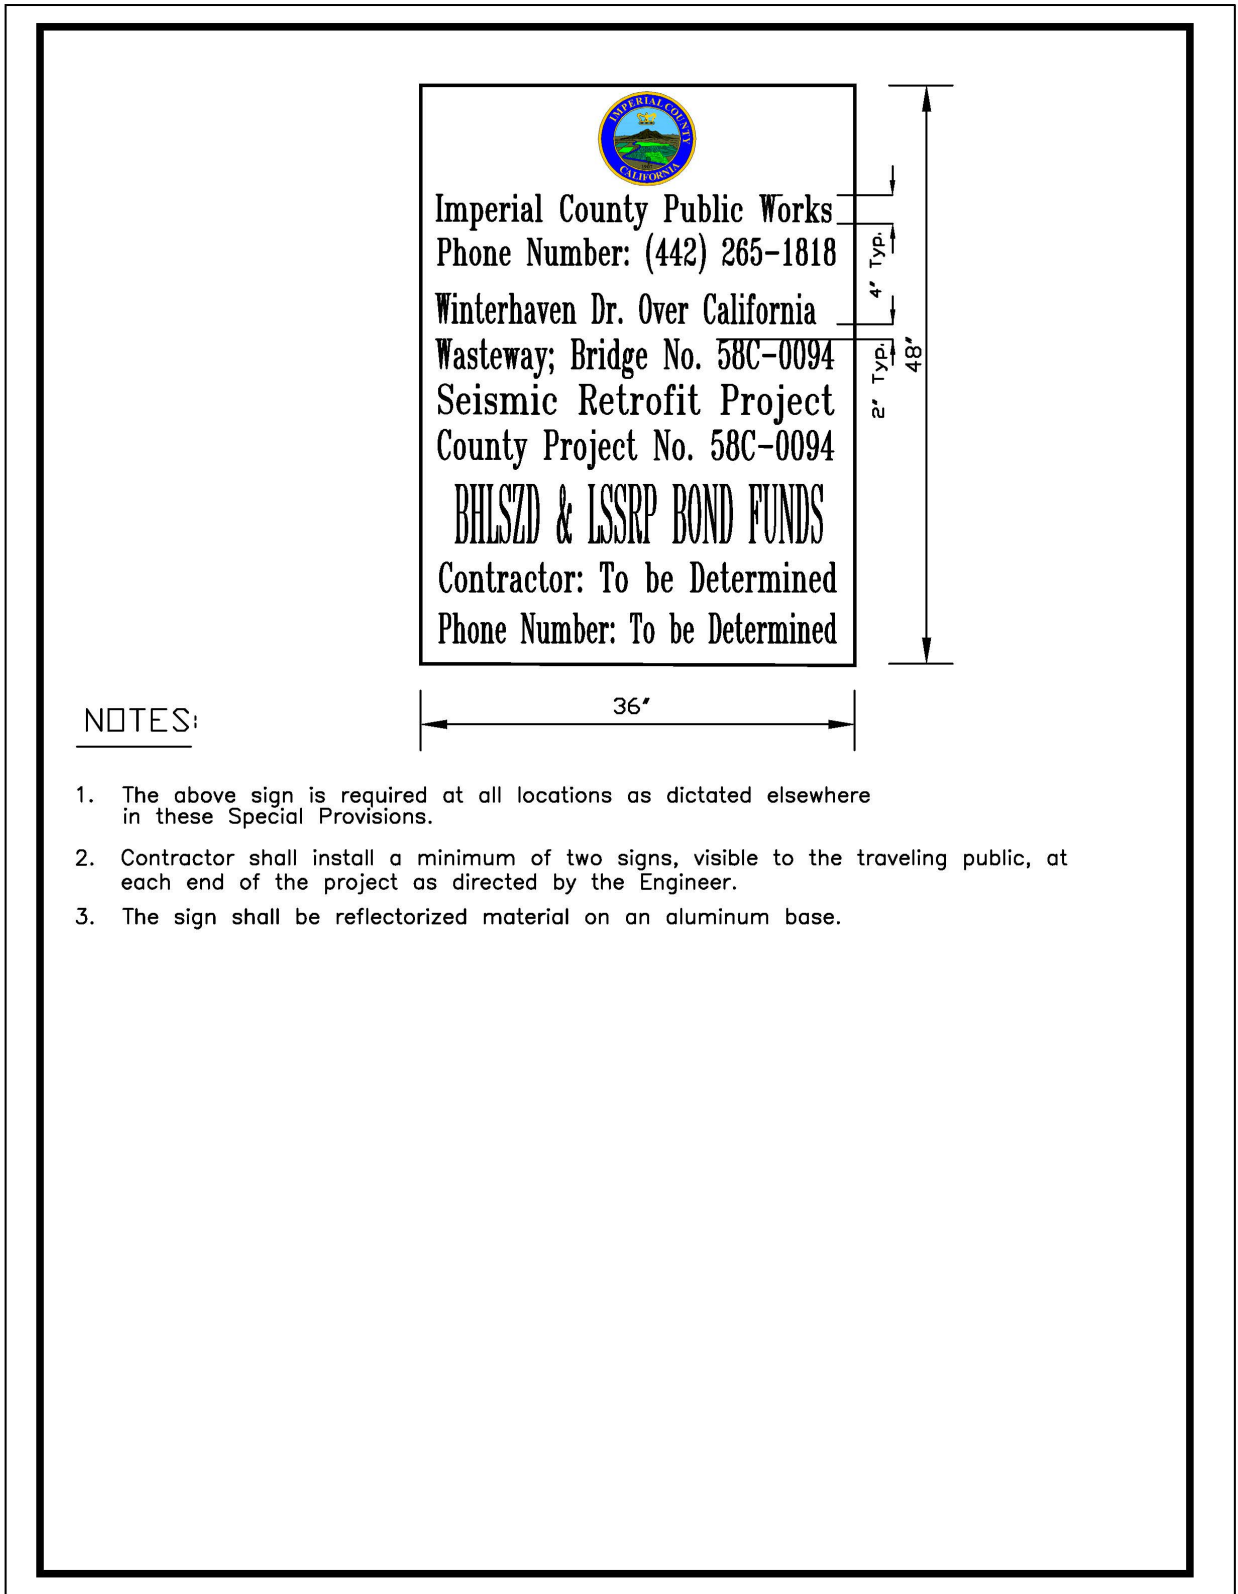 IMPERIAL COUNTY
CALIFORNIA
Imperial County Public Works
Phone Number: (442) 265-1818
Winterhaven Dr. Over California
Wasteway; Bridge No. 58C-0094
Seismic Retrofit Project
County Project No. 58C-0094
BHLSZD & LSSRP BOND FUNDS
Contractor: To be Determined
Phone Number: To be Determined
4" Typ.
2" Typ.
48"
36"
NOTES:
1. The above sign is required at all locations as dictated elsewhere
in these Special Provisions.
2. Contractor shall install a minimum of two signs, visible to the traveling public, at
each end of the project as directed by the Engineer.
3. The sign shall be reflectorized material on an aluminum base.